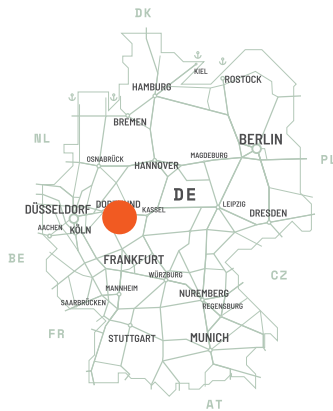 DK
KIEL
ROSTOCK
HAMBURG
BREMEN
NL
BERLIN
OSNABRÜCK
HANNOVER
MAGDEBURG
PL
DE
DÜSSELDORF
KASSEL
LEIPZIG
DRESDEN
AACHEN
KÖLN
BE
FRANKFURT
WÜRZBURG
CZ
MANNHEIM
NUREMBERG
SAARBRÜCKEN
REGENSBURG
FR
STUTTGART
MUNICH
AT